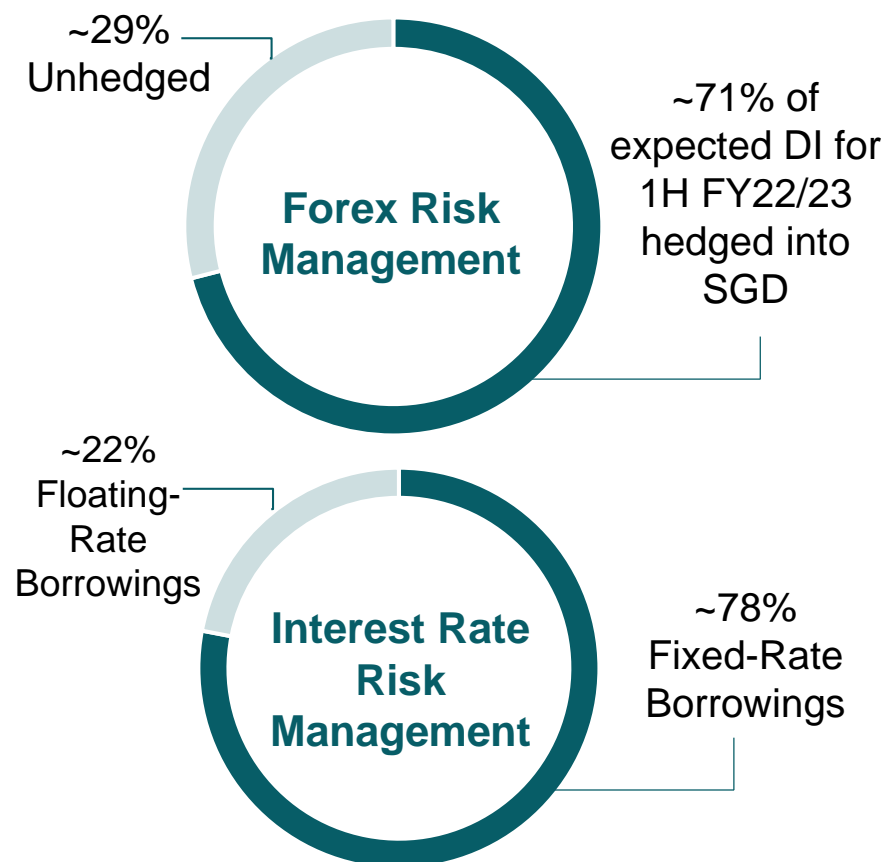 ~29%
Unhedged
~71% of
expected DI for
1H FY22/23
hedged into
SGD
Forex Risk
Management
~22%
Floating-
Rate
Borrowings
Interest Rate
Risk
Management
~78%
Fixed-Rate
Borrowings